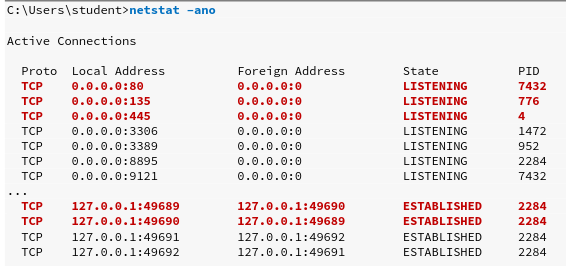 C:\Users\student>netstat –ano
Active Connections
Proto Local Address Foreign Address State PID
TCP 0.0.0.0:80 0.0.0.0:0 LISTENING 7432
TCP 0.0.0.0:135 0.0.0.0:0 LISTENING 776
TCP 0.0.0.0:445 0.0.0.0:0 LISTENING 4
TCP 0.0.0.0:3306 0.0.0.0:0 LISTENING 1472
TCP 0.0.0.0:3389 0.0.0.0:0 LISTENING 952
TCP 0.0.0.0:8895 0.0.0.0:0 LISTENING 2284
TCP 0.0.0.0:9121 0.0.0.0:0 LISTENING 7432
...
TCP 127.0.0.1:49689 127.0.0.1:49690 ESTABLISHED 2284
TCP 127.0.0.1:49690 127.0.0.1:49689 ESTABLISHED 2284
TCP 127.0.0.1:49691 127.0.0.1:49692 ESTABLISHED 2284
TCP 127.0.0.1:49692 127.0.0.1:49691 ESTABLISHED 2284